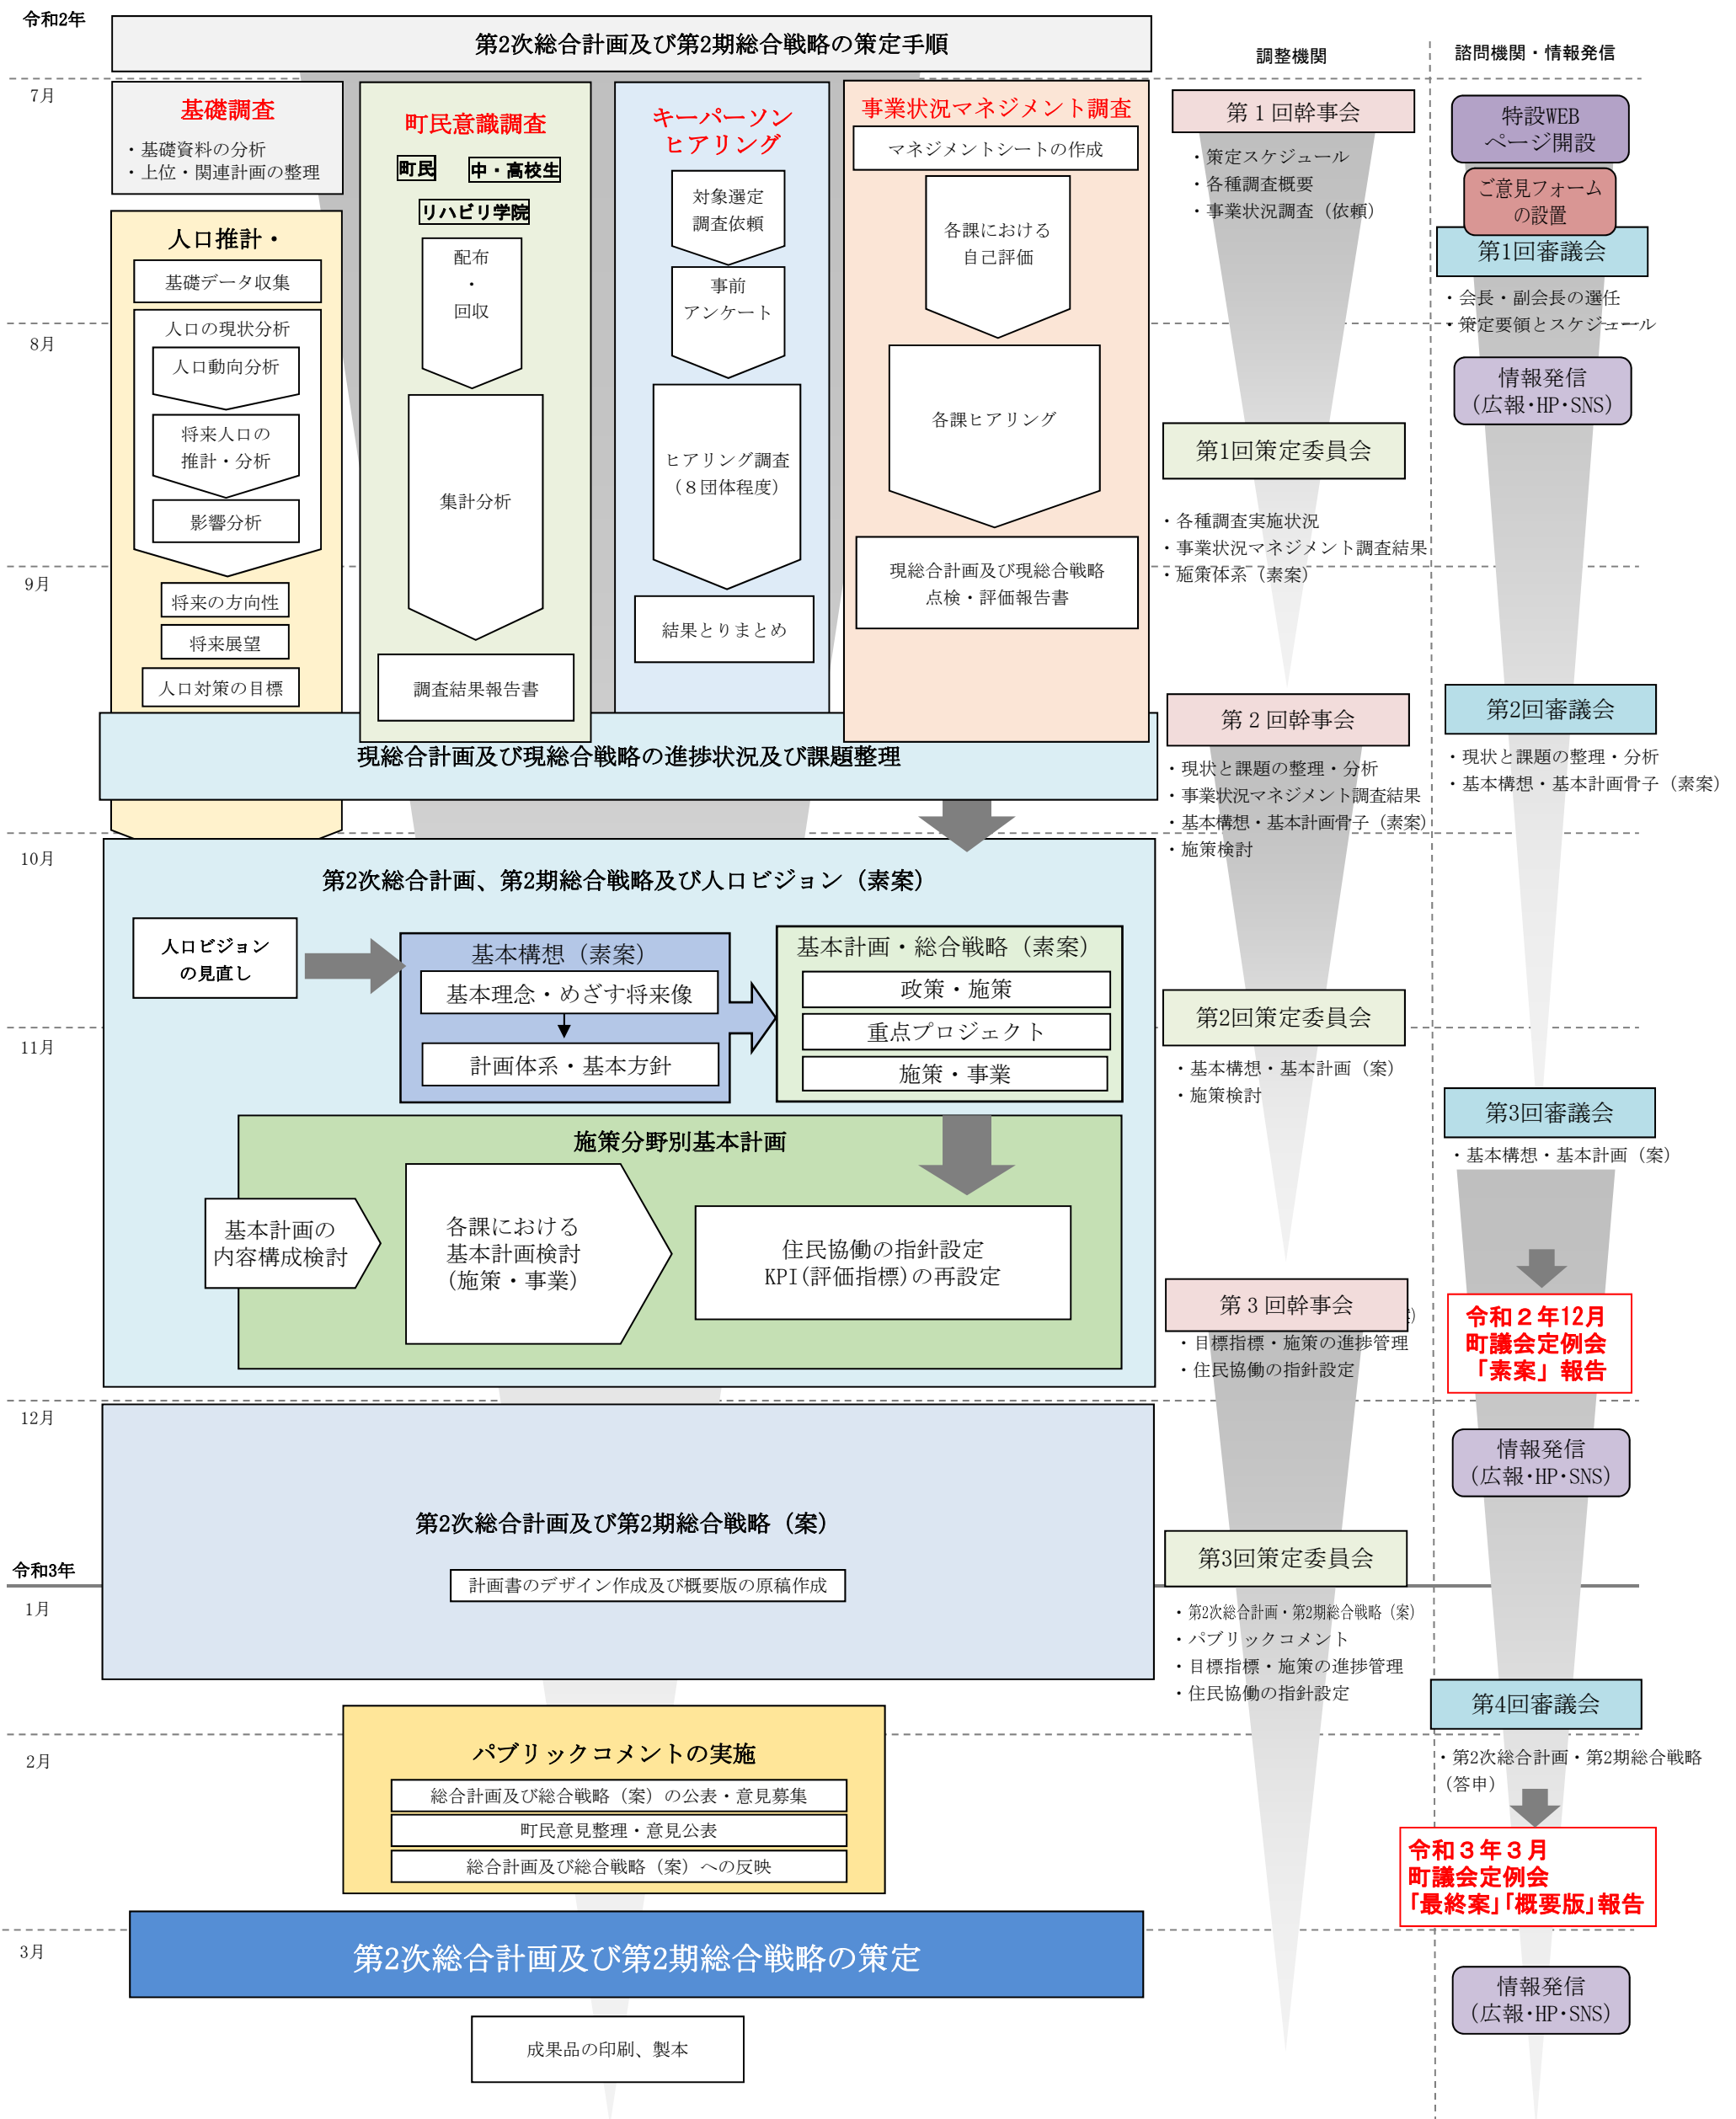 令和2年
第2次総合計画及び第2期総合戦略の策定手順
調整機関
諮問機関・情報発信
7月
基礎調査
・基礎資料の分析
・上位・関連計画の整理
人口推計・
基礎データ収集
人口の現状分析
人口動向分析
将来人口の
推計・分析
影響分析
将来の方向性
将来展望
人口対策の目標
町民意識調査
町民
中・高校生
リハビリ学院
配布
・
回収
集計分析
調査結果報告書
キーパーソン
ヒアリング
対象選定
調査依頼
事前
アンケート
ヒアリング調査
（８団体程度）
結果とりまとめ
事業状況マネジメント調査
マネジメントシートの作成
各課における
自己評価
各課ヒアリング
現総合計画及び現総合戦略
点検・評価報告書
第１回幹事会
・策定スケジュール
・各種調査概要
・事業状況調査（依頼）
特設WEB
ページ開設
ご意見フォーム
の設置
第1回審議会
・会長・副会長の選任
・策定要領とスケジュール
8月
情報発信
（広報･HP･SNS）
第1回策定委員会
・各種調査実施状況
・事業状況マネジメント調査結果
・施策体系（素案）
9月
現総合計画及び現総合戦略の進捗状況及び課題整理
第２回幹事会
・現状と課題の整理・分析
・事業状況マネジメント調査結果
・基本構想・基本計画骨子（素案）
・施策検討
第2回審議会
・現状と課題の整理・分析
・基本構想・基本計画骨子（素案）
10月
第2次総合計画、第2期総合戦略及び人口ビジョン（素案）
人口ビジョン
の見直し
基本構想（素案）
基本理念・めざす将来像
計画体系・基本方針
基本計画・総合戦略（素案）
政策・施策
重点プロジェクト
施策・事業
11月
第2回策定委員会
・基本構想・基本計画（案）
・施策検討
第3回審議会
・基本構想・基本計画（案）
施策分野別基本計画
基本計画の
内容構成検討
各課における
基本計画検討
（施策・事業）
住民協働の指針設定
KPI(評価指標)の再設定
第３回幹事会
・目標指標・施策の進捗管理
・住民協働の指針設定
令和２年12月
町議会定例会
「素案」報告
12月
情報発信
（広報･HP･SNS）
第2次総合計画及び第2期総合戦略（案）
計画書のデザイン作成及び概要版の原稿作成
令和3年
1月
第3回策定委員会
・第2次総合計画・第2期総合戦略（案）
・パブリックコメント
・目標指標・施策の進捗管理
・住民協働の指針設定
第4回審議会
・第2次総合計画・第2期総合戦略
（答申）
2月
パブリックコメントの実施
総合計画及び総合戦略（案）の公表・意見募集
町民意見整理・意見公表
総合計画及び総合戦略（案）への反映
令和３年３月
町議会定例会
｢最終案｣｢概要版｣報告
3月
第2次総合計画及び第2期総合戦略の策定
情報発信
（広報･HP･SNS）
成果品の印刷、製本